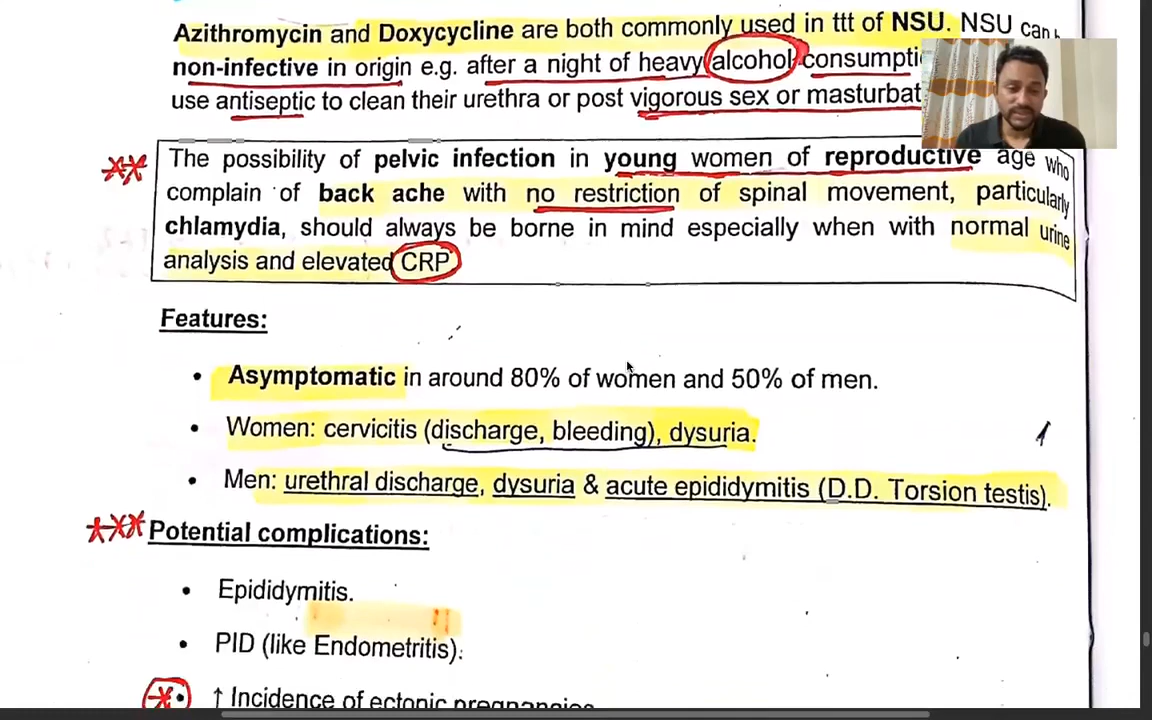 Azithromycin and Doxycycline are both commonly used in ttt of NSU. NSU can
non-infective in origin e.g. after a night of heavy alcohol
use antiseptic to clean their urethra or post vigorous sex or
The possibility of pelvic infection in young women of reproductive age who
complain of back ache with no restriction of spinal movement, particularly
chlamydia, should always be borne in mind especially when with normal urine
analysis and elevated CRP
Features:
• Asymptomatic in around 80% of women and 50% of men.
• Women: cervicitis (discharge, bleeding), dysuria.
• Men: urethral discharge, dysuria & acute epididymitis (D.D. Torsion testis).
Potential complications:
• Epididymitis.
• PID (like Endometritis).
• ↑ Incidence of ectopic pregnancies